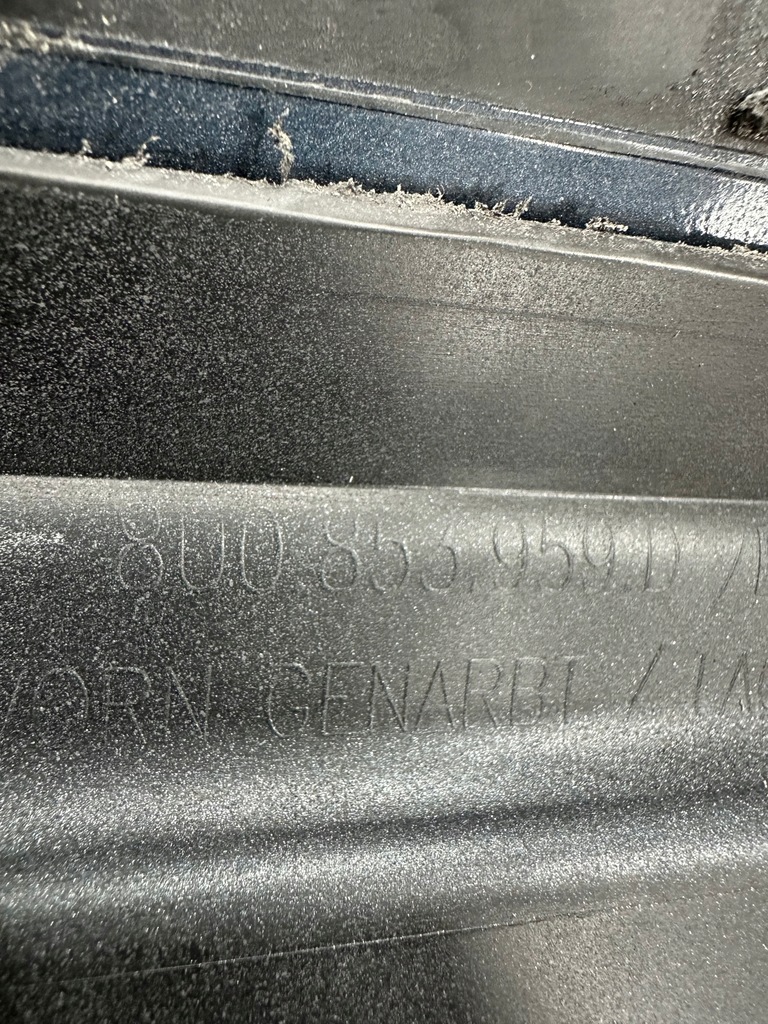 8U0.853.959.D /
VORN GENARBT /